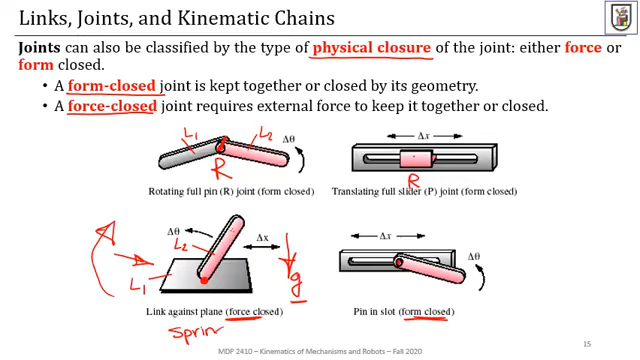 Links, Joints, and Kinematic Chains
Joints can also be classified by the type of physical closure of the joint: either force or
form closed.
• A form-closed joint is kept together or closed by its geometry.
• A force-closed joint requires external force to keep it together or closed.
L1 L2 Δθ
R
Δx
R
Rotating full pin (R) joint (form closed)
Translating full slider (P) joint (form closed)
Δθ
L2
Δx
L1
g
Δx
Δθ
Link against plane (force closed)
Pin in slot (form closed)
Sprin
MDP 2410 – Kinematics of Mechanisms and Robots – Fall 2020
15